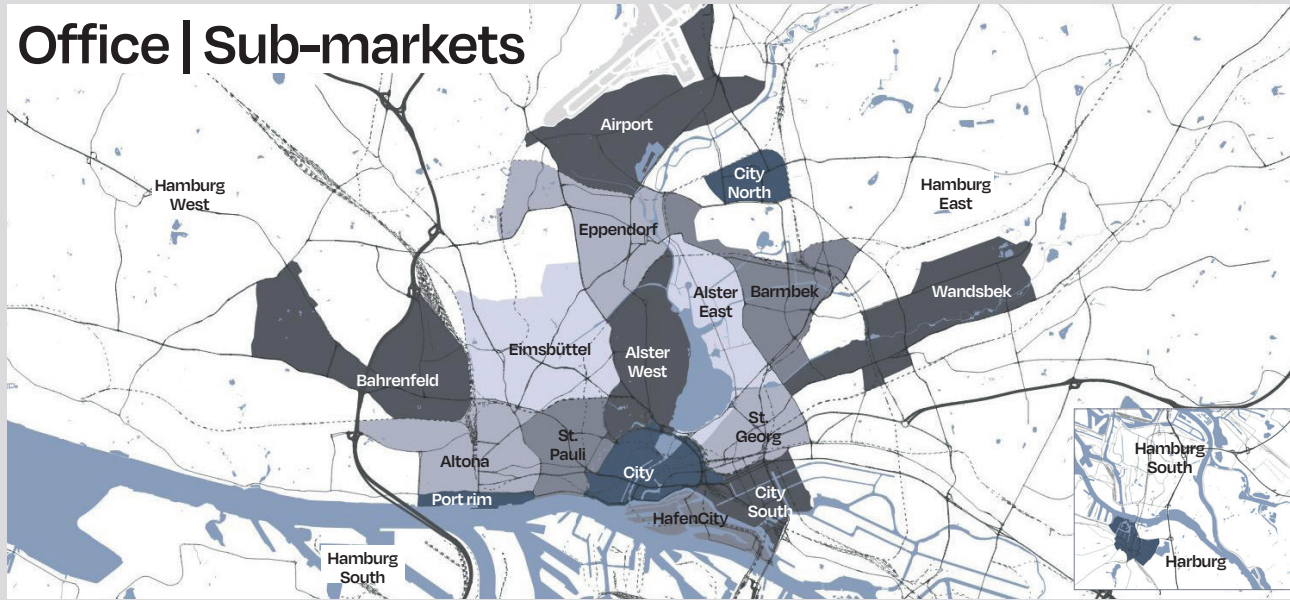 Office | Sub-markets
Airport
City
North
Hamburg
West
Hamburg
East
Eppendorf
Alster
East
Barmbek
Wandsbek
Eimsbüttel
Alster
West
Bahrenfeld
St.
Georg
St.
Pauli
Altona
City
Port rim
City
South
HafenCity
Hamburg
South
Hamburg
South
Harburg